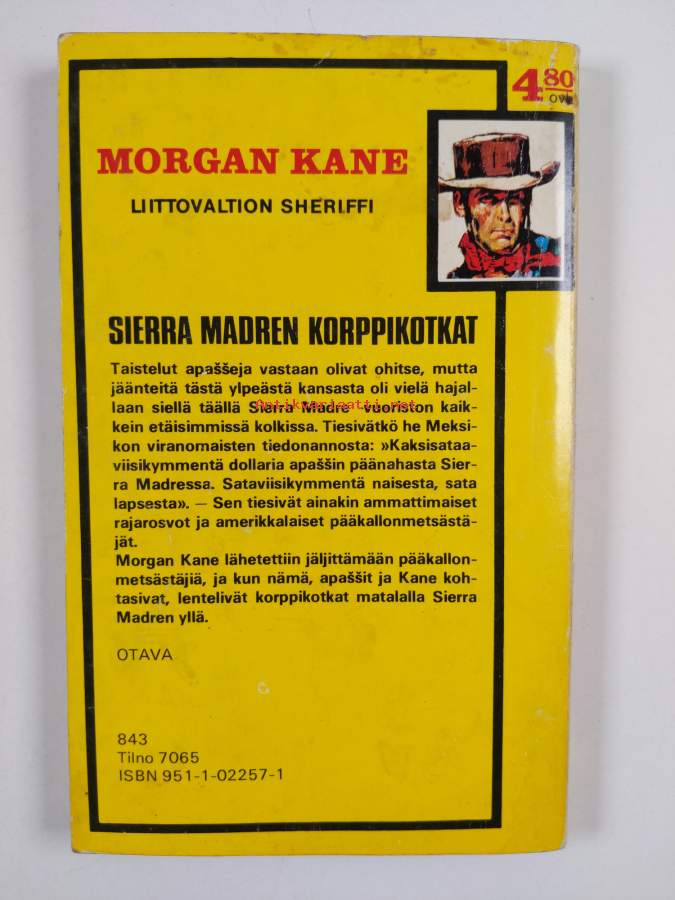 4.80
ovh
MORGAN KANE
LIITTOVALTION SHERIFFI
SIERRA MADREN KORPPIKOTKAT
Taistelut apaššeja vastaan olivat ohitse, mutta
jäänteitä tästä ylpeästä kansasta oli vielä hajal-
laan siellä täällä Sierra Madre -vuoriston kaik-
kein etäisimmissä kolkissa. Tiesivätkö he Meksi-
kon viranomaisten tiedonannosta: »Kaksisataa-
viisikymmentä dollaria apaššin päänahasta Sier-
ra Madressa. Sataviisikymmentä naisesta, sata
lapsesta». — Sen tiesivät ainakin ammattimaiset
rajarosvot ja amerikkalaiset pääkallonmetsästä-
jät.
Morgan Kane lähetettiin jäljittämään pääkallon-
metsästäjiä, ja kun nämä, apaššit ja Kane koh-
tasivat, lentelivät korppikotkat matalalla Sierra
Madren yllä.
OTAVA
843
Tilno 7065
ISBN 951-1-02257-1
Antikvariaatti.net